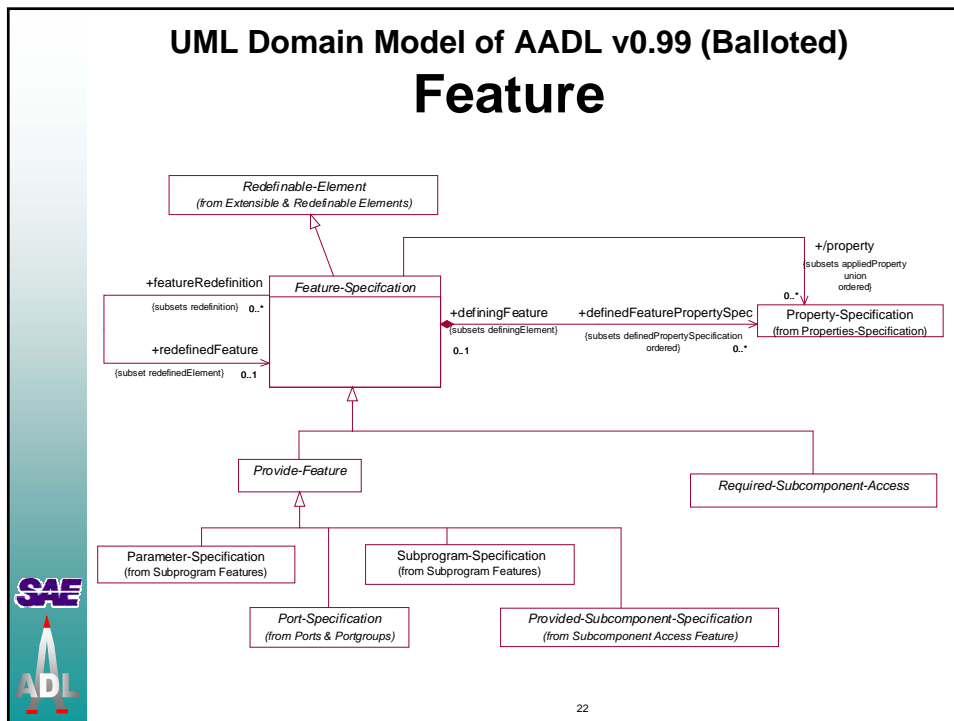 UML Domain Model of AADL v0.99 (Balloted)
Feature
Redefinable-Element
(from Extensible & Redefinable Elements)
+/property
{subsets appliedProperty
union
ordered}
0..*
+featureRedefinition
{subsets redefinition}
0..*
Feature-Specifcation
+definingFeature
{subsets definingElement}
0..1
+definedFeaturePropertySpec
{subsets definedPropertySpecification
ordered}
0..*
Property-Specification
(from Properties-Specification)
+redefinedFeature
{subset redefinedElement}
0..1
Provide-Feature
Required-Subcomponent-Access
Parameter-Specification
(from Subprogram Features)
Subprogram-Specification
(from Subprogram Features)
Port-Specification
(from Ports & Portgroups)
Provided-Subcomponent-Specification
(from Subcomponent Access Feature)
SAE
ADL
22